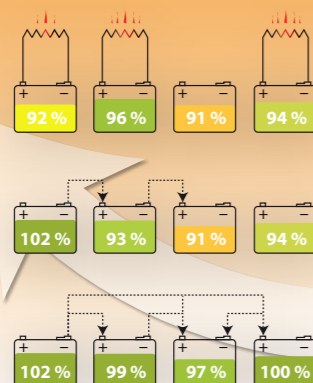 + − + − + − + −
92 % 96 % 91 % 94 %
+ − + − + − + −
102 % 93 % 91 % 94 %
+ − + − + − + −
102 % 99 % 97 % 100 %